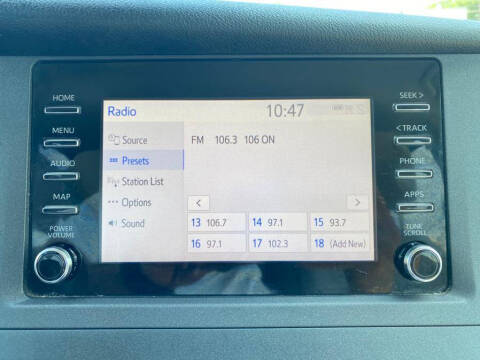 HOME
MENU
AUDIO
MAP
POWER
VOLUME
Radio 10:47
Source
Presets
Station List
Options
Sound
FM 106.3 106 ON
<
>
13 106.7 14 97.1 15 93.7
16 97.1 17 102.3 18 (Add New)
SEEK >
< TRACK
PHONE
APPS
TUNE
SCROLL